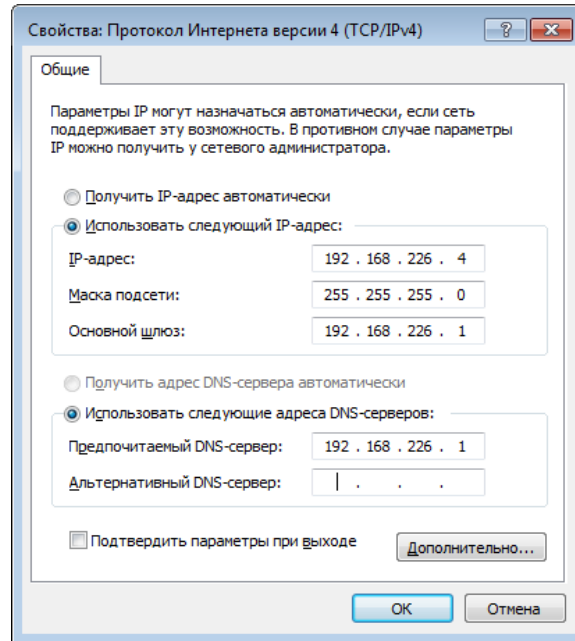 Свойства: Протокол Интернета версии 4 (TCP/IPv4)
Общие
Параметры IP могут назначаться автоматически, если сеть
поддерживает эту возможность. В противном случае параметры
IP можно получить у сетевого администратора.
Получить IP-адрес автоматически
Использовать следующий IP-адрес:
IP-адрес: 192 . 168 . 226 . 4
Маска подсети: 255 . 255 . 255 . 0
Основной шлюз: 192 . 168 . 226 . 1
Получить адрес DNS-сервера автоматически
Использовать следующие адреса DNS-серверов:
Предпочитаемый DNS-сервер: 192 . 168 . 226 . 1
Альтернативный DNS-сервер: . . .
Подтвердить параметры при выходе
Дополнительно...
ОК
Отмена